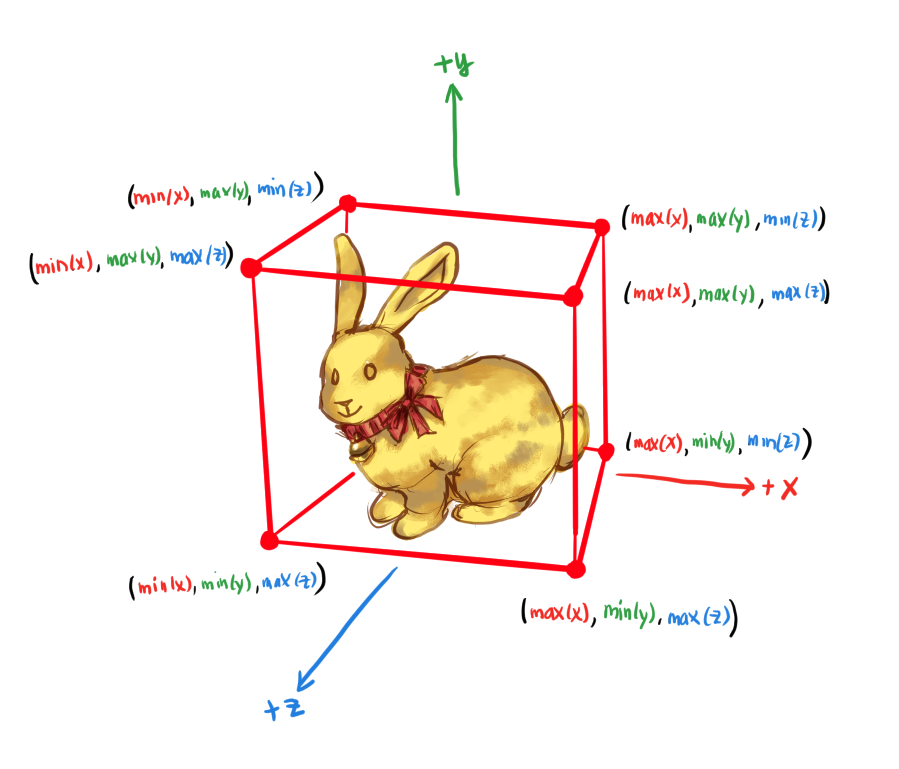 +y
(min(x), max(y), min(z))
(max(x), max(y), min(z))
(min(x), max(y), max(z))
(max(x), max(y), max(z))
(max(x), min(y), min(z))
+x
(min(x), min(y), max(z))
(max(x), min(y), max(z))
+z